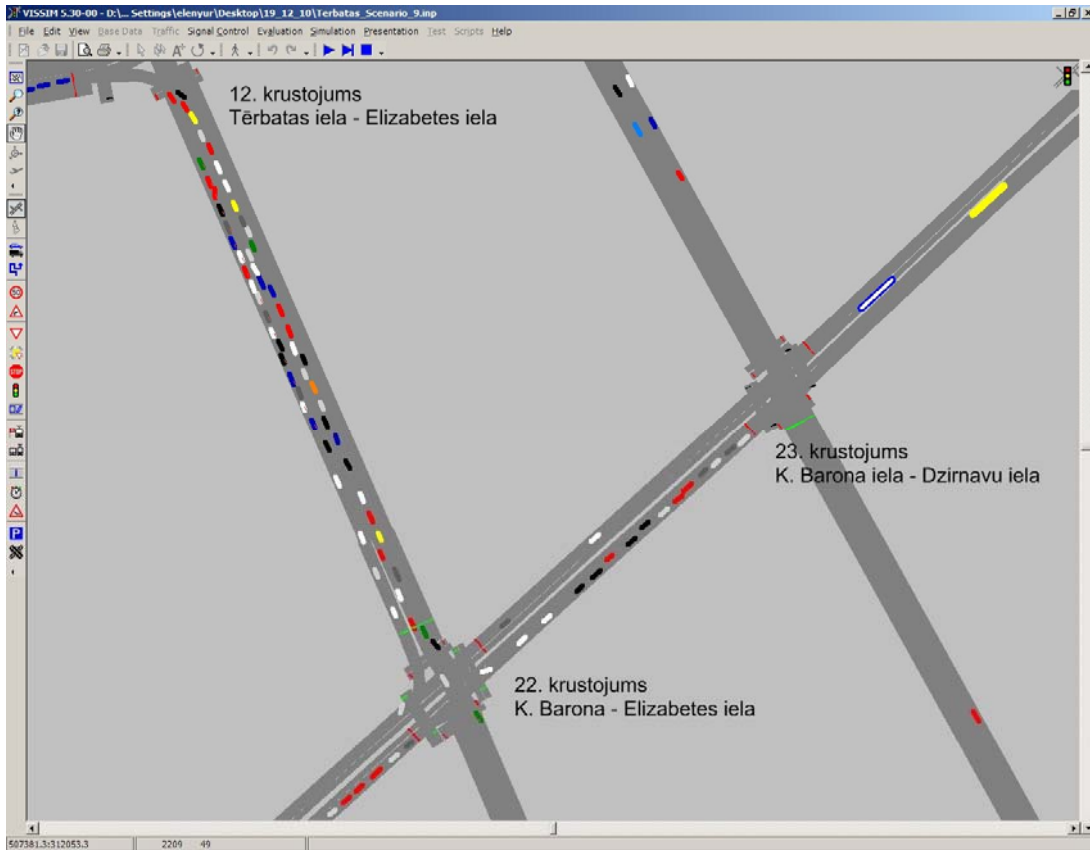 VISSIM 5.30-00 - D:\... Settings\elenyur\Desktop\19_12_10\Terbatas_Scenario_9.inp
File Edit View Base Data Traffic Signal Control Evaluation Simulation Presentation Test Scripts Help
12. krustojums
Tērbatas iela - Elizabetes iela
23. krustojums
K. Barona iela - Dzirnavu iela
22. krustojums
K. Barona - Elizabetes iela
STOP
P
507381.3:312053.3 2209 49